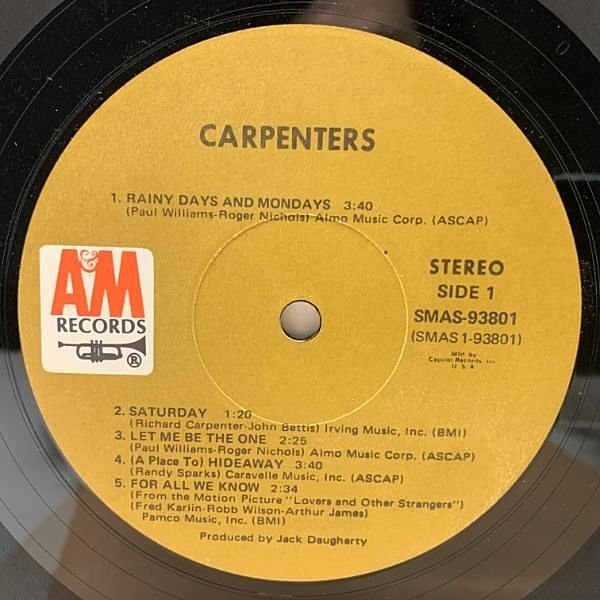 CARPENTERS
1. RAINY DAYS AND MONDAYS 3:40
(Paul Williams-Roger Nichols) Almo Music Corp. (ASCAP)
A&M
RECORDS
®
STEREO
SIDE 1
SMAS-93801
(SMAS 1-93801)
Mfd by
Capitol Records, Inc
U S A
2. SATURDAY 1:20
(Richard Carpenter-John Bettis) Irving Music, Inc. (BMI)
3. LET ME BE THE ONE 2:25
(Paul Williams-Roger Nichols) Almo Music Corp. (ASCAP)
4. (A Place To) HIDEAWAY 3:40
(Randy Sparks) Caravelle Music, Inc. (ASCAP)
5. FOR ALL WE KNOW 2:34
(From the Motion Picture "Lovers and Other Strangers")
(Fred Karlin-Robb Wilson-Arthur James)
Pamco Music, Inc. (BMI)
Produced by Jack Daugherty